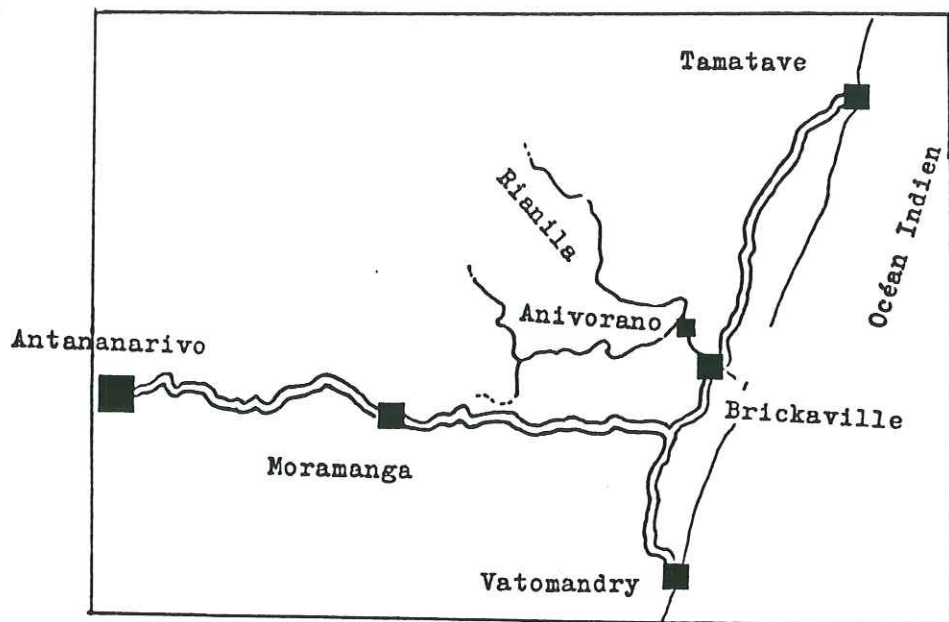 Tamatave
Rianila
Océan Indien
Anivorano
Antananarivo
Brickaville
Moramanga
Vatomandry